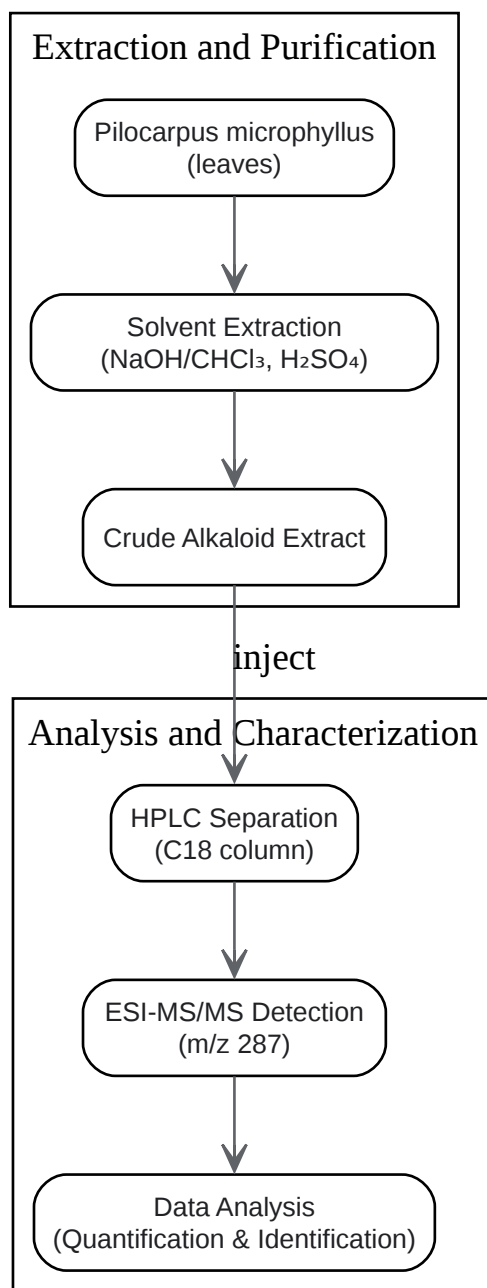 Extraction and Purification
Pilocarpus microphyllus
(leaves)
Solvent Extraction
(NaOH/CHCl₃, H₂SO₄)
Crude Alkaloid Extract
inject
Analysis and Characterization
HPLC Separation
(C18 column)
ESI-MS/MS Detection
(m/z 287)
Data Analysis
(Quantification & Identification)